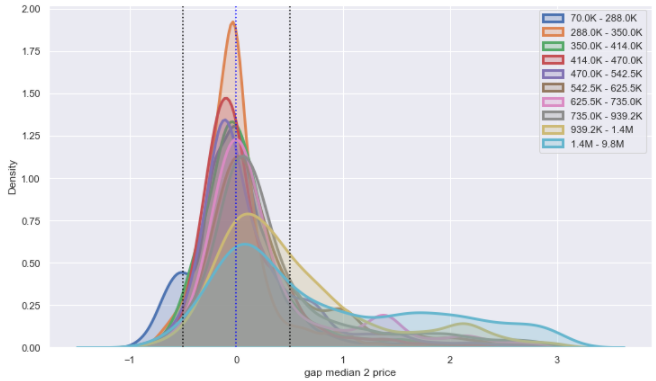 2.00
1.75
1.50
1.25
1.00
0.75
0.50
0.25
0.00
Density
−1
0
1
2
3
gap median 2 price
70.0K - 288.0K
288.0K - 350.0K
350.0K - 414.0K
414.0K - 470.0K
470.0K - 542.5K
542.5K - 625.5K
625.5K - 735.0K
735.0K - 939.2K
939.2K - 1.4M
1.4M - 9.8M